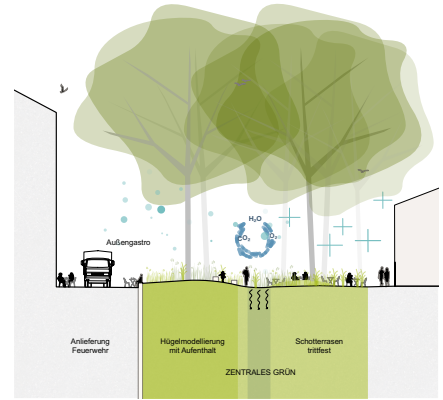 H₂O
CO₂
O₂
Außengastro
Anlieferung
Feuerwehr
Hügelmodellierung
mit Aufenthalt
Schotterrasen
trittfest
ZENTRALES GRÜN